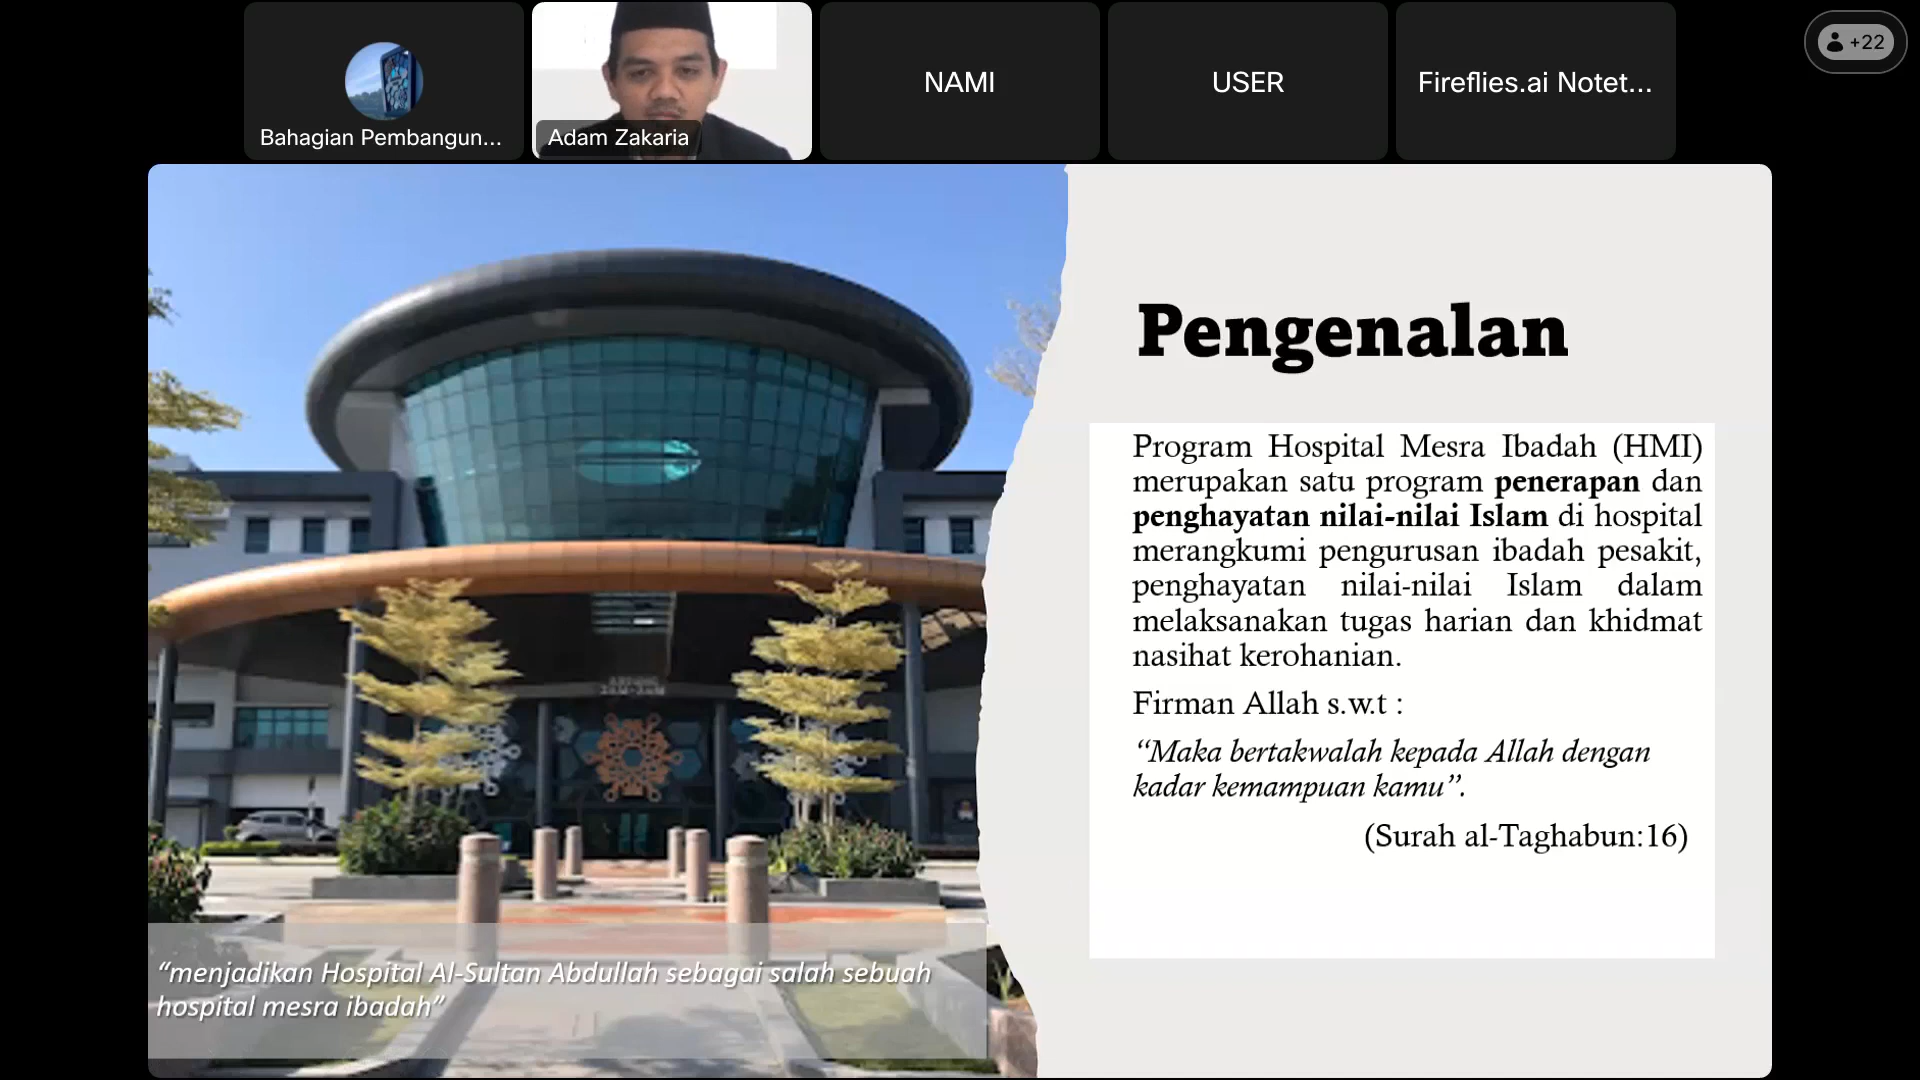 Bahagian Pembangun...
Adam Zakaria
NAMI
USER
Fireflies.ai Notet...
+22
Pengenalan
Program Hospital Mesra Ibadah (HMI)
merupakan satu program penerapan dan
penghayatan nilai-nilai Islam di hospital
merangkumi pengurusan ibadah pesakit,
penghayatan nilai-nilai Islam dalam
melaksanakan tugas harian dan khidmat
nasihat kerohanian.
Firman Allah s.w.t :
“Maka bertakwalah kepada Allah dengan
kadar kemampuan kamu”.
(Surah al-Taghabun:16)
“menjadikan Hospital Al-Sultan Abdullah sebagai salah sebuah
hospital mesra ibadah”